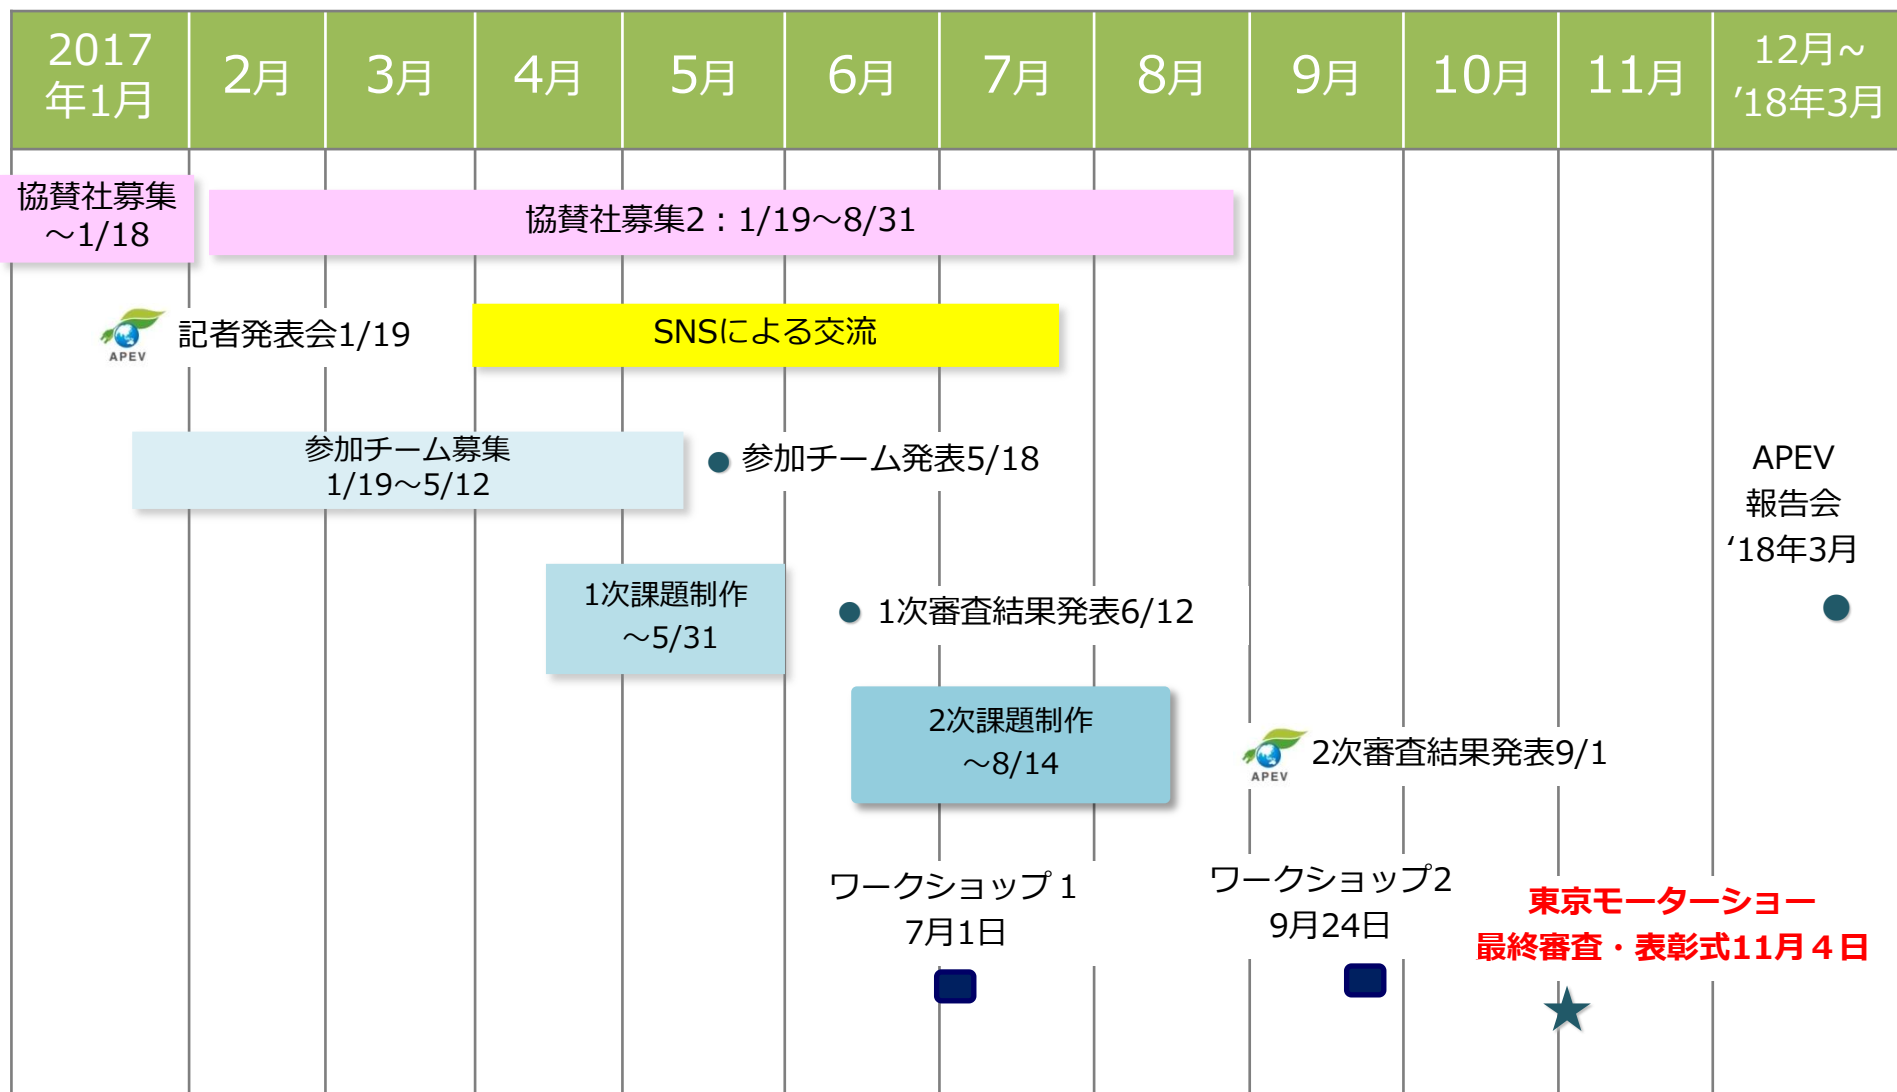 2017
年1月
2月
3月
4月
5月
6月
7月
8月
9月
10月
11月
12月~
’18年3月
協賛社募集
～1/18
協賛社募集2：1/19～8/31
APEV
記者発表会1/19
SNSによる交流
参加チーム募集
1/19～5/12
参加チーム発表5/18
APEV
報告会
‘18年3月
1次課題制作
～5/31
1次審査結果発表6/12
2次課題制作
～8/14
APEV
2次審査結果発表9/1
ワークショップ１
7月1日
ワークショップ2
9月24日
東京モーターショー
最終審査・表彰式11月４日